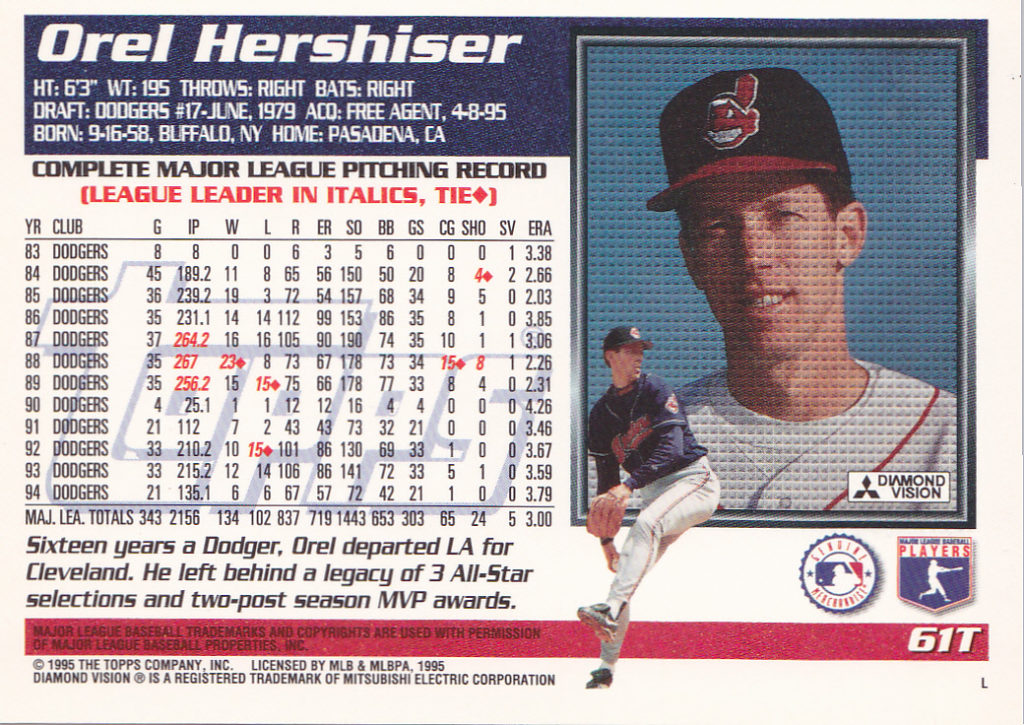 Orel Hershiser
HT: 6'3" WT: 195 THROWS: RIGHT BATS: RIGHT
DRAFT: DODGERS #17-JUNE, 1979 ACQ: FREE AGENT, 4-8-95
BORN: 9-16-58, BUFFALO, NY HOME: PASADENA, CA
COMPLETE MAJOR LEAGUE PITCHING RECORD
(LEAGUE LEADER IN ITALICS, TIE◆)
YR CLUB G IP W L R ER SO BB GS CG SHO SV ERA
83 DODGERS 8 8 0 0 6 3 5 6 0 0 0 1 3.38
84 DODGERS 45 189.2 11 8 65 56 150 50 20 8 4◆ 2 2.66
85 DODGERS 36 239.2 19 3 72 54 157 68 34 9 5 0 2.03
86 DODGERS 35 231.1 14 14 112 99 153 86 35 8 1 0 3.85
87 DODGERS 37 264.2 16 16 105 90 190 74 35 10 1 1 3.06
88 DODGERS 35 267 23◆ 8 73 67 178 73 34 15◆ 8 1 2.26
89 DODGERS 35 256.2 15 15◆ 75 66 178 77 33 8 4 0 2.31
90 DODGERS 4 25.1 1 1 12 12 16 4 4 0 0 0 4.26
91 DODGERS 21 112 7 2 43 43 73 32 21 0 0 0 3.46
92 DODGERS 33 210.2 10 15◆ 101 86 130 69 33 1 0 0 3.67
93 DODGERS 33 215.2 12 14 106 86 141 72 33 5 1 0 3.59
94 DODGERS 21 135.1 6 6 67 57 72 42 21 1 0 0 3.79
MAJ. LEA. TOTALS 343 2156 134 102 837 719 1443 653 303 65 24 5 3.00
topps
®
Sixteen years a Dodger, Orel departed LA for
Cleveland. He left behind a legacy of 3 All-Star
selections and two-post season MVP awards.
DIAMOND
VISION
GENUINE
MERCHANDISE
MAJOR LEAGUE BASEBALL
PLAYERS
61T
MAJOR LEAGUE BASEBALL TRADEMARKS AND COPYRIGHTS ARE USED WITH PERMISSION
OF MAJOR LEAGUE BASEBALL PROPERTIES, INC.
© 1995 THE TOPPS COMPANY, INC. LICENSED BY MLB & MLBPA, 1995
DIAMOND VISION ® IS A REGISTERED TRADEMARK OF MITSUBISHI ELECTRIC CORPORATION
L